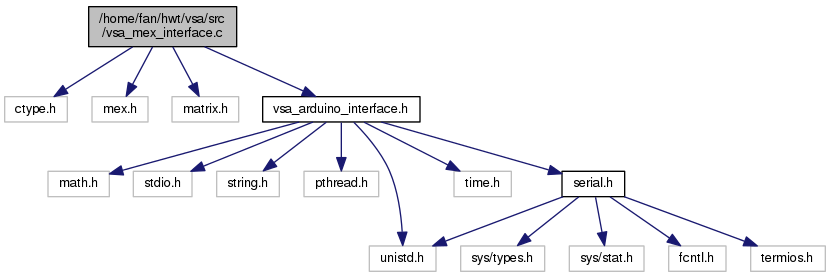 /home/fan/hwt/vsa/src
/vsa_mex_interface.c
ctype.h
mex.h
matrix.h
vsa_arduino_interface.h
math.h
stdio.h
string.h
pthread.h
time.h
serial.h
unistd.h
sys/types.h
sys/stat.h
fcntl.h
termios.h